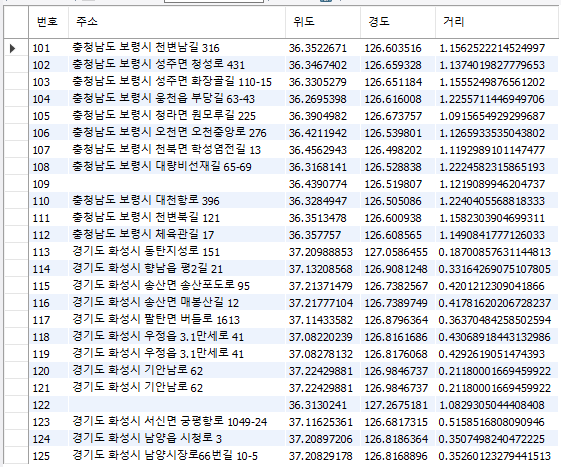 번호 주소 위도 경도 거리
101 충청남도 보령시 천변남길 316 36.3522671 126.603516 1.1562522214524997
102 충청남도 보령시 성주면 청성로 431 36.3467402 126.659328 1.1374019827779653
103 충청남도 보령시 성주면 화장골길 110-15 36.3305279 126.651184 1.1555249876561202
104 충청남도 보령시 웅천읍 부당길 63-43 36.2695398 126.616008 1.2255711446949706
105 충청남도 보령시 청라면 원모루길 225 36.3904982 126.673757 1.0915654929299687
106 충청남도 보령시 오천면 오천중앙로 276 36.4211942 126.539801 1.1265933535043802
107 충청남도 보령시 천북면 학성염전길 13 36.4562943 126.498202 1.1192989101147477
108 충청남도 보령시 대량비선재길 65-69 36.3168141 126.528838 1.2224582315865193
109 36.4390774 126.519807 1.1219089946204737
110 충청남도 보령시 대천항로 396 36.3284947 126.505086 1.2240405568818333
111 충청남도 보령시 천변북길 121 36.3513478 126.600938 1.1582303904699311
112 충청남도 보령시 체육관길 17 36.357757 126.608565 1.1490841777126033
113 경기도 화성시 동탄지성로 151 37.20988853 127.0586455 0.18700857631144813
114 경기도 화성시 향남읍 평2길 21 37.13208568 126.9081248 0.33164269075107805
115 경기도 화성시 송산면 송산포도로 95 37.21371479 126.7382567 0.4201212309041866
116 경기도 화성시 송산면 매봉산길 12 37.21777104 126.7389749 0.41781620206728237
117 경기도 화성시 팔탄면 버들로 1613 37.11433582 126.8796364 0.36370484258502594
118 경기도 화성시 우정읍 3.1만세로 41 37.08220239 126.8161686 0.43068918443132986
119 경기도 화성시 우정읍 3.1만세로 41 37.08278132 126.8176068 0.4292619051474393
120 경기도 화성시 기안남로 62 37.22429881 126.9846737 0.21180001669459922
121 경기도 화성시 기안남로 62 37.22429881 126.9846737 0.21180001669459922
122 36.3130241 127.2675181 1.0829305044408408
123 경기도 화성시 서신면 궁평항로 1049-24 37.11625361 126.6817315 0.5158516808090946
124 경기도 화성시 남양읍 시청로 3 37.20897206 126.8186364 0.3507498240472225
125 경기도 화성시 남양시장로66번길 10-5 37.20829178 126.8168896 0.35260123279441513